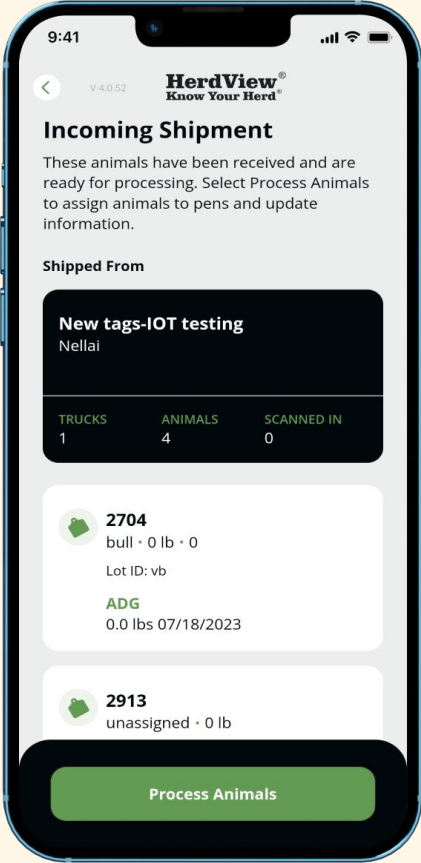 9:41
V 4.0.52
HerdView®
Know Your Herd®
Incoming Shipment
These animals have been received and are
ready for processing. Select Process Animals
to assign animals to pens and update
information.
Shipped From
New tags-IOT testing
Nellai
TRUCKS ANIMALS SCANNED IN
1 4 0
2704
bull • 0 lb • 0
Lot ID: vb
ADG
0.0 lbs 07/18/2023
2913
unassigned • 0 lb
Process Animals